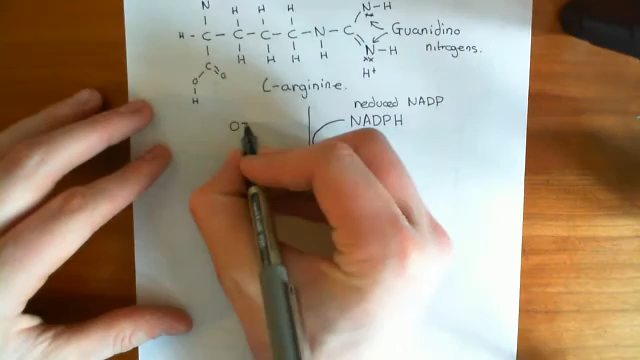 N H H H N-H
H - C - C - C - C - N - C Guanidino
H H H H N-H nitrogens.
C O
O H+
H L-arginine.
reduced NADP
O NADPH